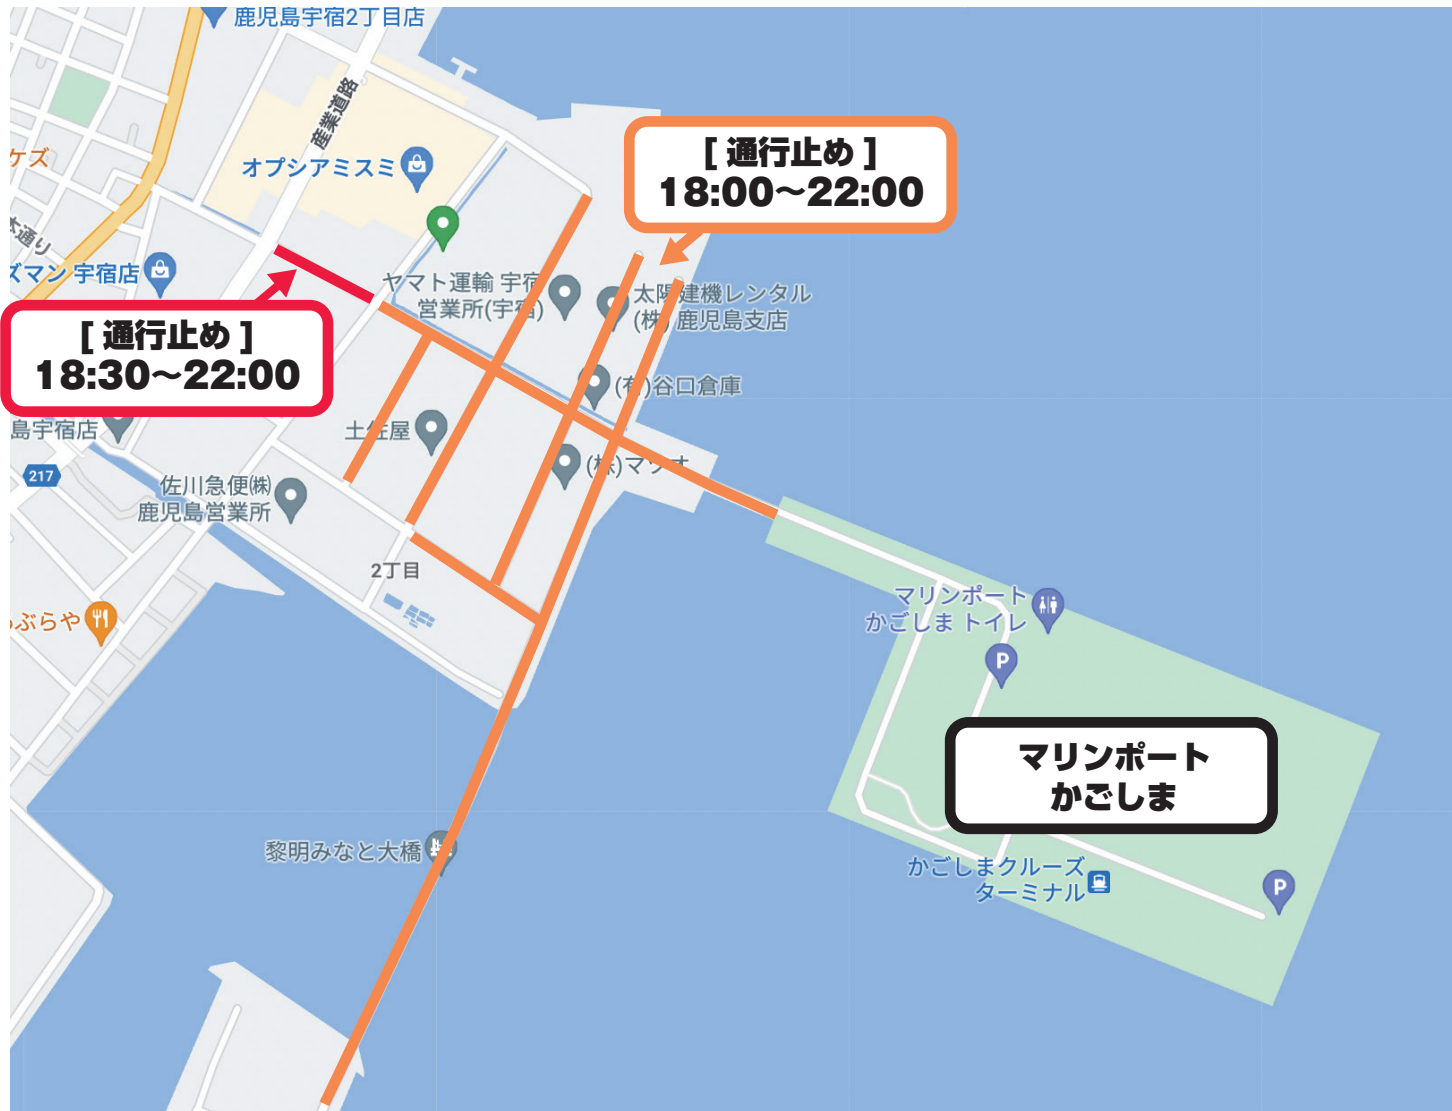 鹿児島宇宿2丁目店
産業道路
オプシアミスミ
ケズ
[ 通行止め ]
18:00〜22:00
本通り
ズマン 宇宿店
ヤマト運輸 宇宿
営業所(宇宿)
太陽建機レンタル
(株) 鹿児島支店
[ 通行止め ]
18:30〜22:00
(有)谷口倉庫
島宇宿店
土佐屋
(株)マツオ
217
佐川急便㈱
鹿児島営業所
2丁目
マリンポート
かごしま トイレ
ぶらや
P
マリンポート
かごしま
黎明みなと大橋
かごしまクルーズ
ターミナル
P